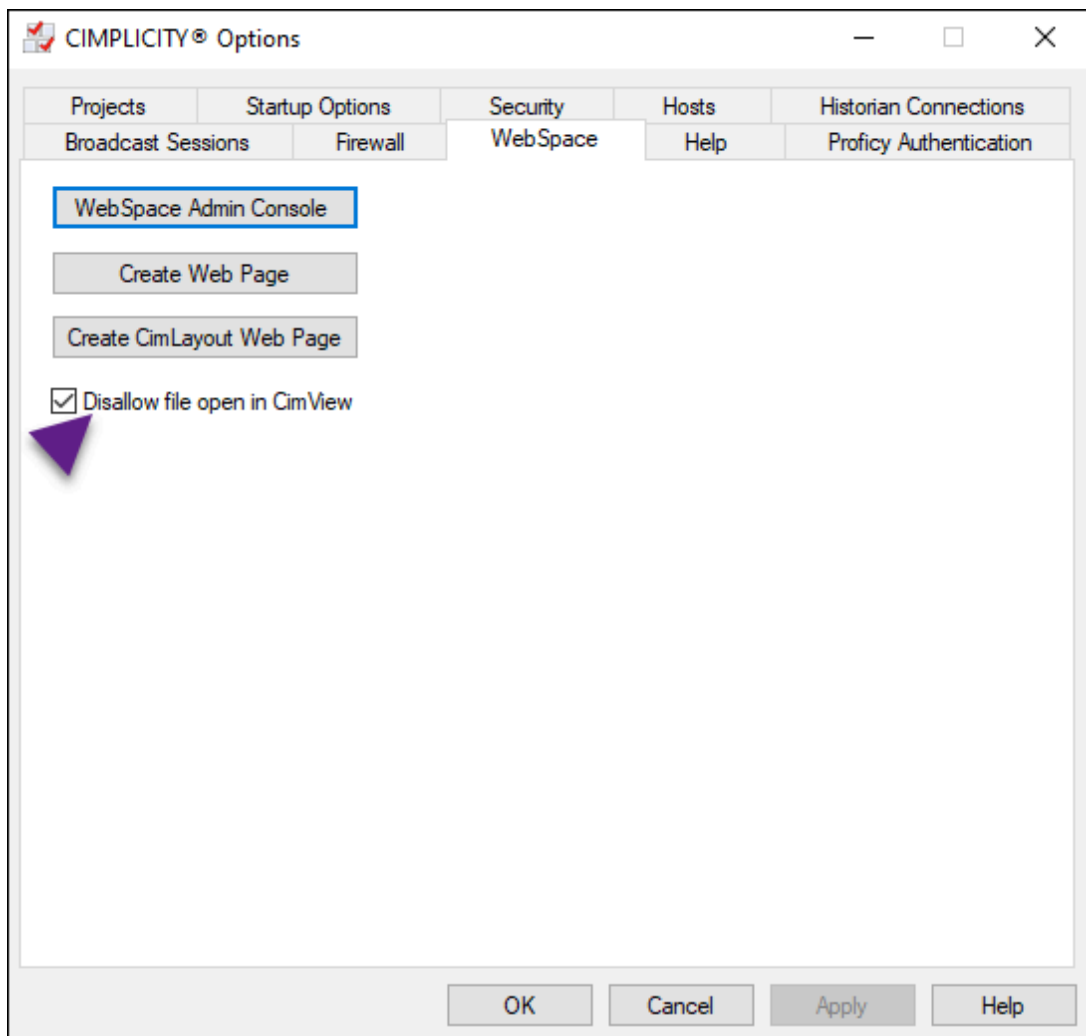 CIMPLICITY® Options
Projects Startup Options Security Hosts Historian Connections
Broadcast Sessions Firewall WebSpace Help Proficy Authentication
WebSpace Admin Console
Create Web Page
Create CimLayout Web Page
Disallow file open in CimView
OK Cancel Apply Help